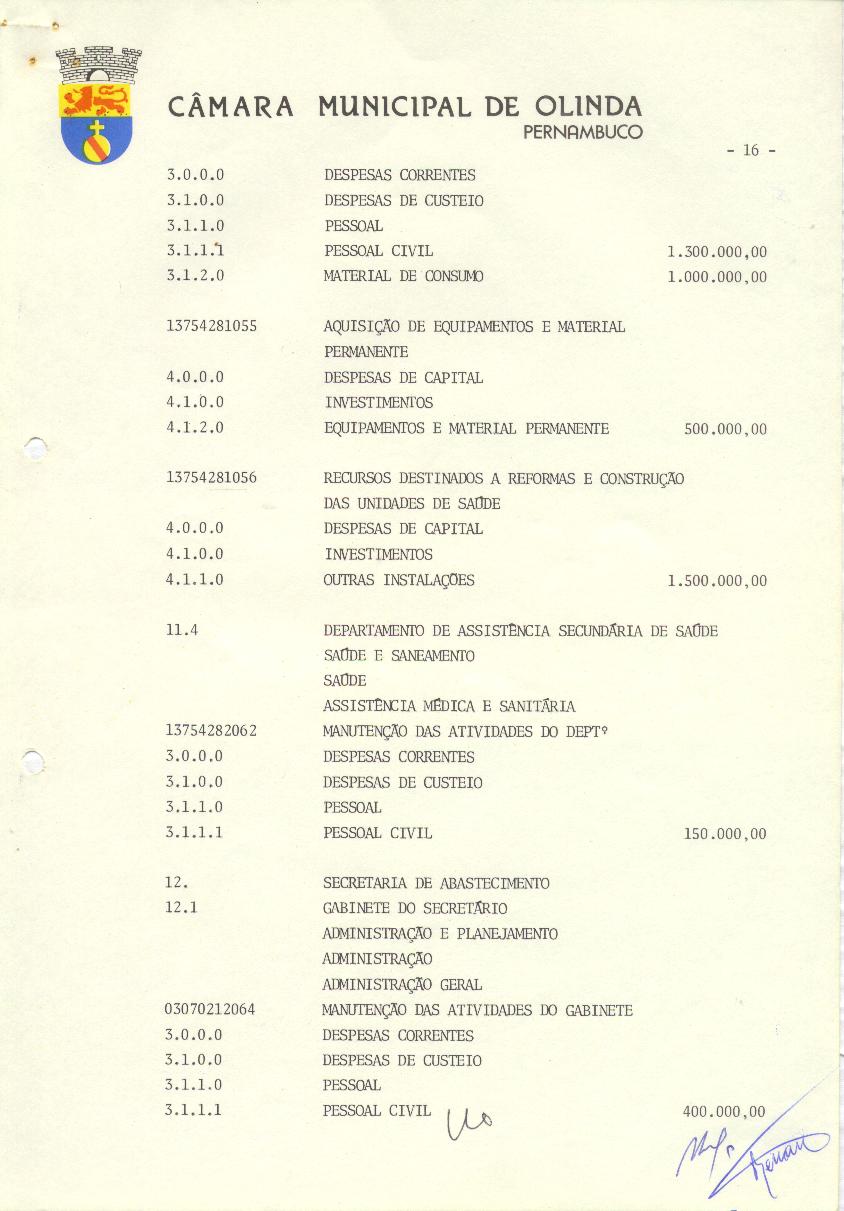 CÂMARA MUNICIPAL DE OLINDA
PERNAMBUCO
- 16 -
3.0.0.0 DESPESAS CORRENTES
3.1.0.0 DESPESAS DE CUSTEIO
3.1.1.0 PESSOAL
3.1.1.1 PESSOAL CIVIL 1.300.000,00
3.1.2.0 MATERIAL DE CONSUMO 1.000.000,00
13754281055 AQUISIÇÃO DE EQUIPAMENTOS E MATERIAL
PERMANENTE
4.0.0.0 DESPESAS DE CAPITAL
4.1.0.0 INVESTIMENTOS
4.1.2.0 EQUIPAMENTOS E MATERIAL PERMANENTE 500.000,00
13754281056 RECURSOS DESTINADOS A REFORMAS E CONSTRUÇÃO
DAS UNIDADES DE SAÚDE
4.0.0.0 DESPESAS DE CAPITAL
4.1.0.0 INVESTIMENTOS
4.1.1.0 OUTRAS INSTALAÇÕES 1.500.000,00
11.4 DEPARTAMENTO DE ASSISTÊNCIA SECUNDÁRIA DE SAÚDE
SAÚDE E SANEAMENTO
SAÚDE
ASSISTÊNCIA MÉDICA E SANITÁRIA
13754282062 MANUTENÇÃO DAS ATIVIDADES DO DEPTº
3.0.0.0 DESPESAS CORRENTES
3.1.0.0 DESPESAS DE CUSTEIO
3.1.1.0 PESSOAL
3.1.1.1 PESSOAL CIVIL 150.000,00
12. SECRETARIA DE ABASTECIMENTO
12.1 GABINETE DO SECRETÁRIO
ADMINISTRAÇÃO E PLANEJAMENTO
ADMINISTRAÇÃO
ADMINISTRAÇÃO GERAL
03070212064 MANUTENÇÃO DAS ATIVIDADES DO GABINETE
3.0.0.0 DESPESAS CORRENTES
3.1.0.0 DESPESAS DE CUSTEIO
3.1.1.0 PESSOAL
3.1.1.1 PESSOAL CIVIL 400.000,00